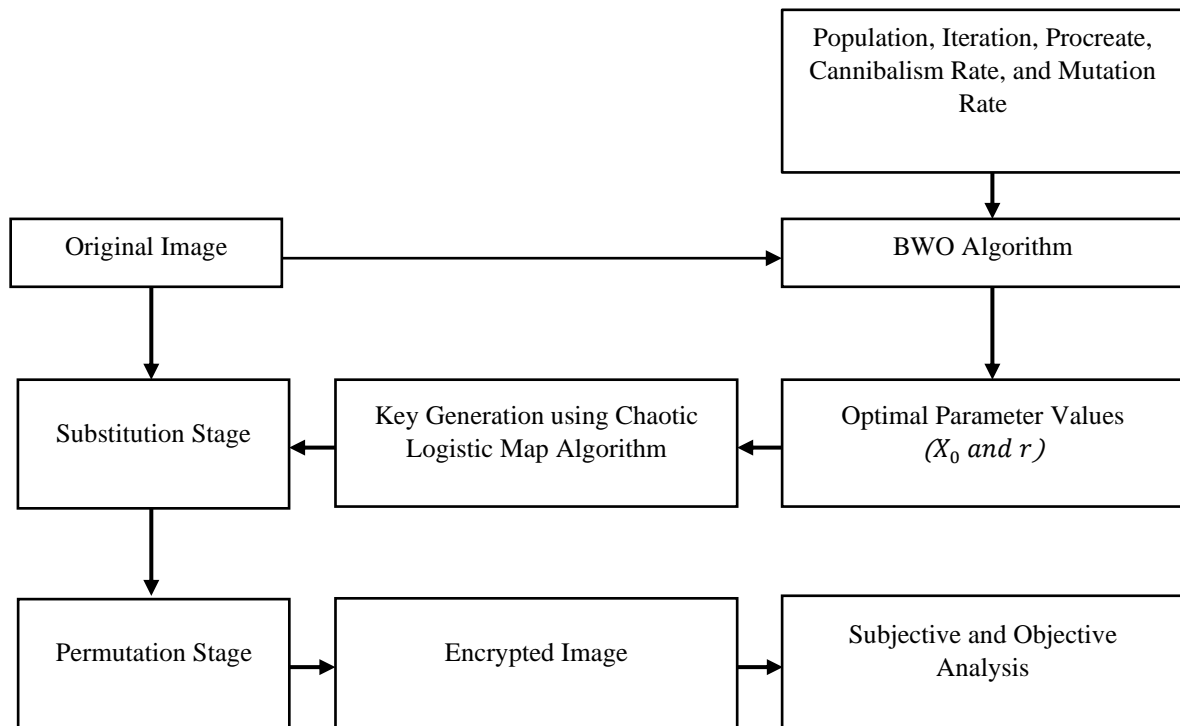 Population, Iteration, Procreate,
Cannibalism Rate, and Mutation
Rate
Original Image
BWO Algorithm
Substitution Stage
Key Generation using Chaotic
Logistic Map Algorithm
Optimal Parameter Values
(X₀ and r)
Permutation Stage
Encrypted Image
Subjective and Objective
Analysis